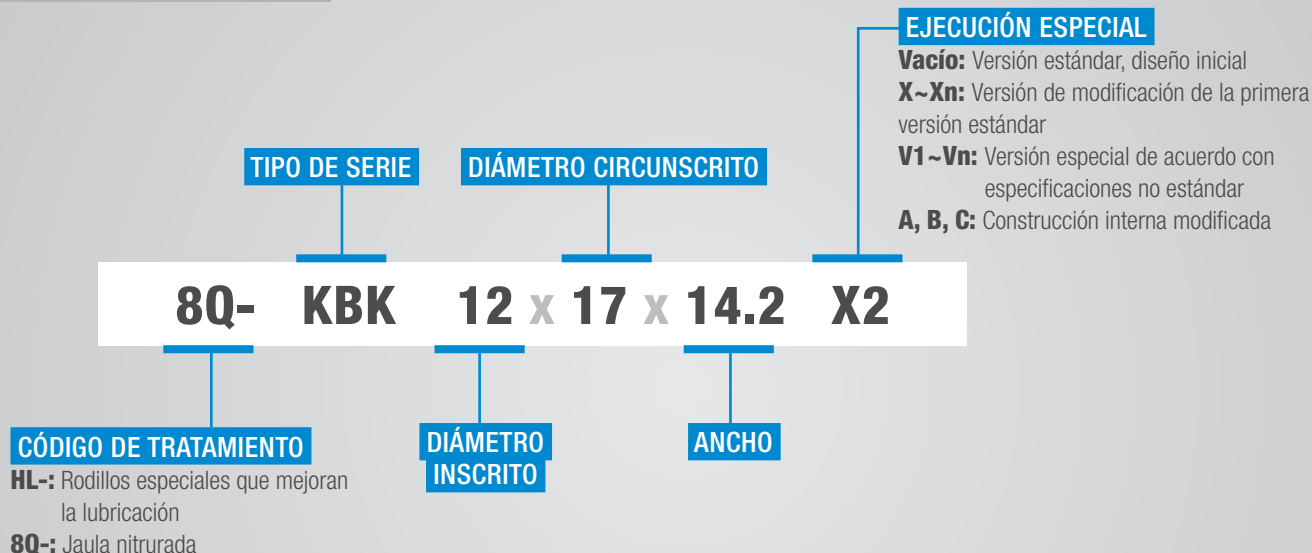 EJECUCIÓN ESPECIAL
Vacío: Versión estándar, diseño inicial
X~Xn: Versión de modificación de la primera
versión estándar
V1~Vn: Versión especial de acuerdo con
especificaciones no estándar
A, B, C: Construcción interna modificada
TIPO DE SERIE
DIÁMETRO CIRCUNSCRITO
8Q- KBK 12 x 17 x 14.2 X2
CÓDIGO DE TRATAMIENTO
HL-: Rodillos especiales que mejoran
la lubricación
8Q-: Jaula nitrurada
DIÁMETRO
INSCRITO
ANCHO